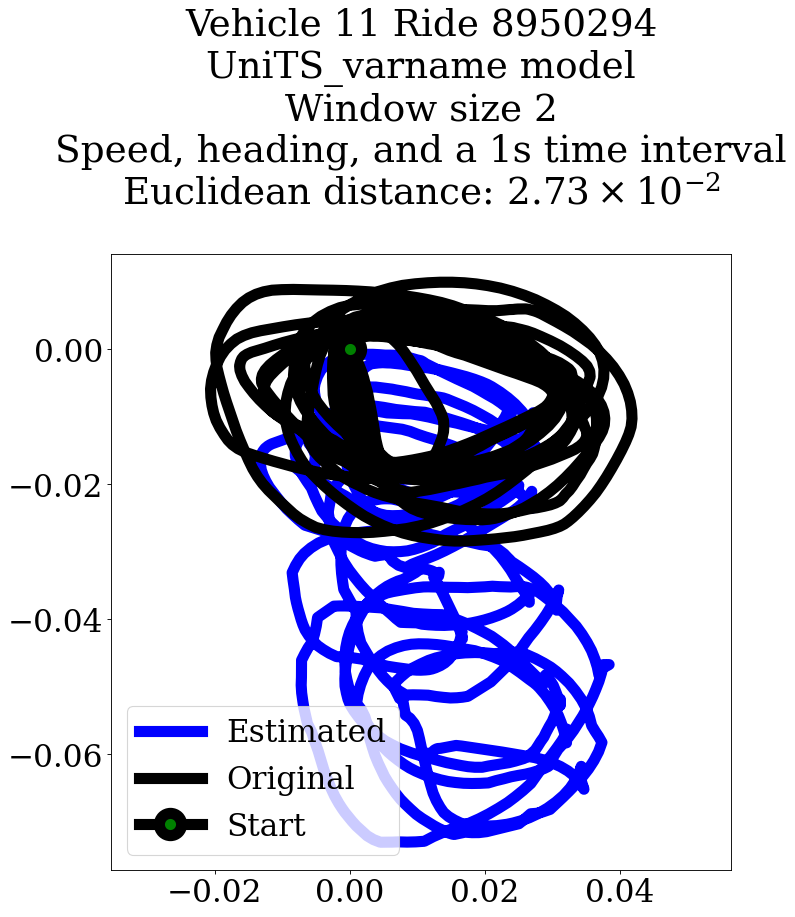 Vehicle 11 Ride 8950294
UniTS_varname model
Window size 2
Speed, heading, and a 1s time interval
Euclidean distance: 2.73 × 10⁻²
0.00
−0.02
−0.04
−0.06
Estimated
Original
Start
−0.02 0.00 0.02 0.04